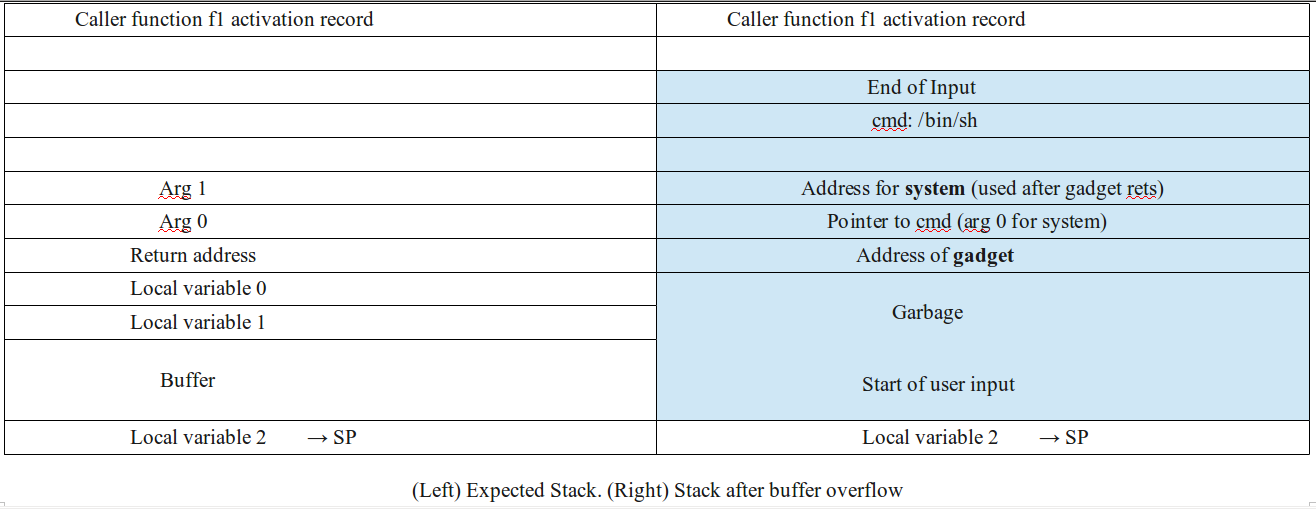 Caller function f1 activation record
Caller function f1 activation record
End of Input
cmd: /bin/sh
Arg 1
Address for system (used after gadget rets)
Arg 0
Pointer to cmd (arg 0 for system)
Return address
Address of gadget
Local variable 0
Garbage
Local variable 1
Buffer
Start of user input
Local variable 2 → SP
Local variable 2 → SP
(Left) Expected Stack. (Right) Stack after buffer overflow